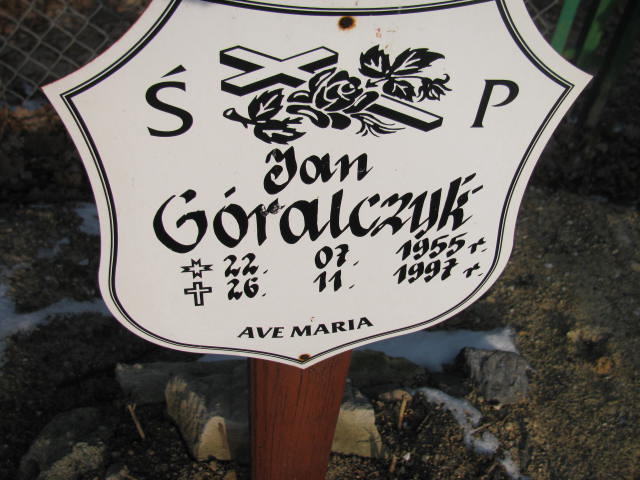 Ś P
Jan
Góralczyk
22. 07. 1955 r.
26. 11. 1997 r.
AVE MARIA